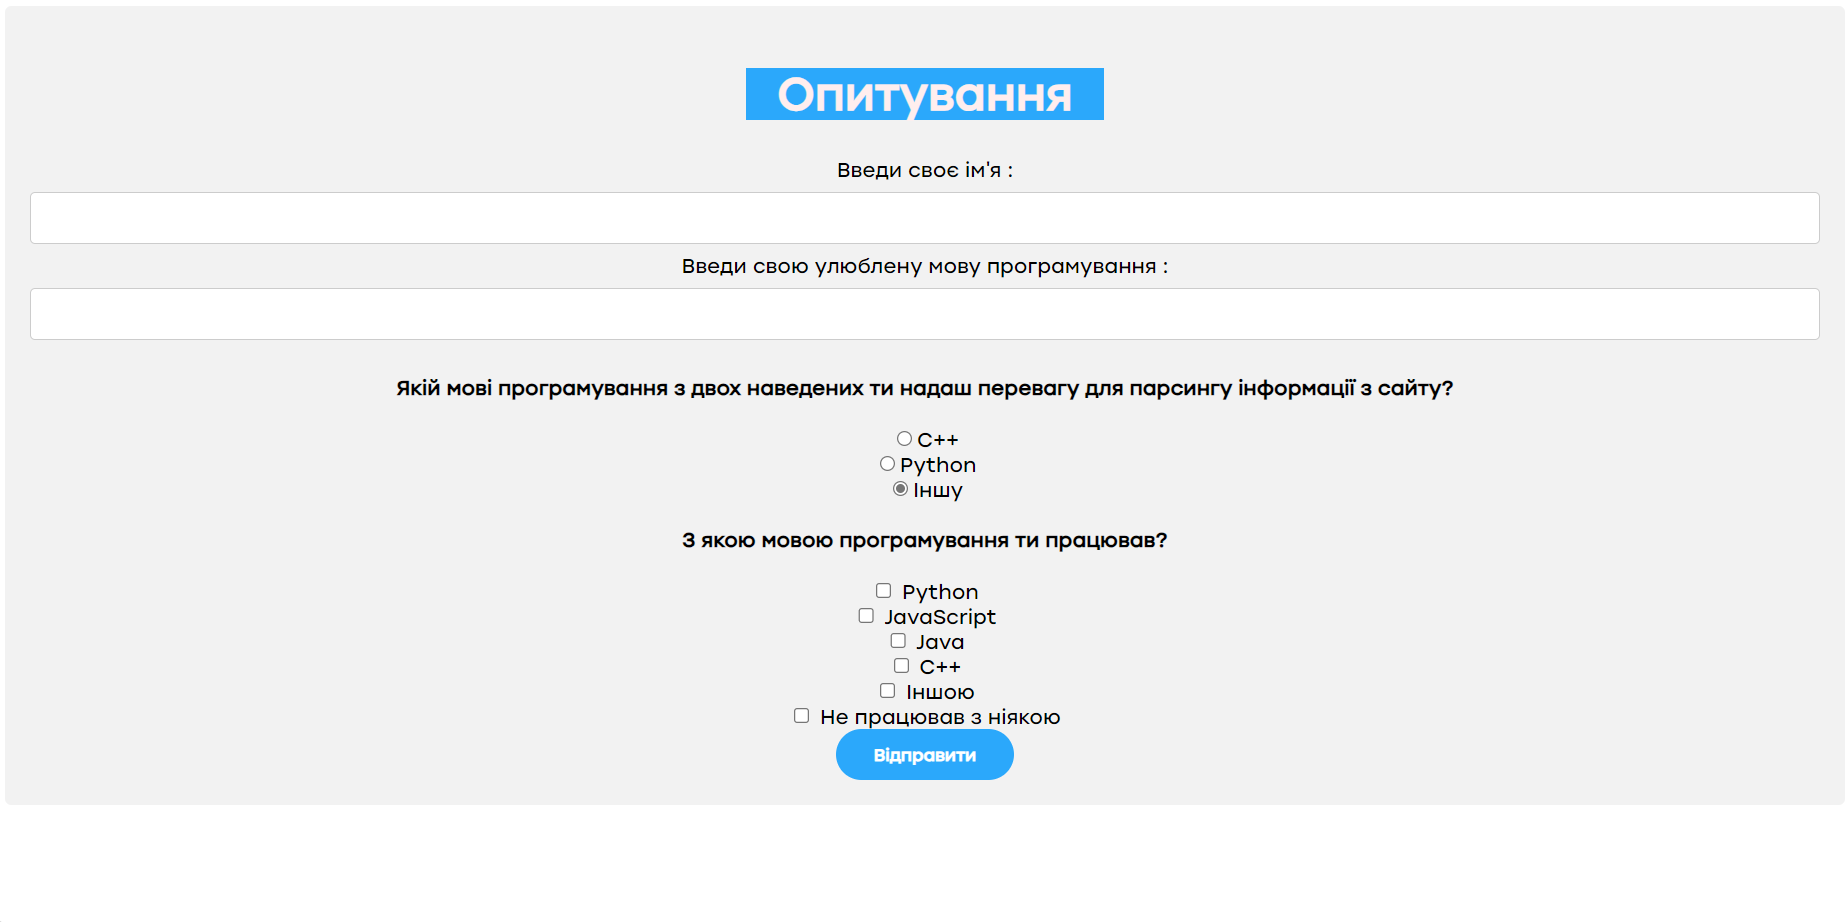 Опитування
Введи своє ім'я :
Введи свою улюблену мову програмування :
Якій мові програмування з двох наведених ти надаш перевагу для парсингу інформації з сайту?
C++
Python
Іншу
З якою мовою програмування ти працював?
Python
JavaScript
Java
C++
Іншою
Не працював з ніякою
Відправити